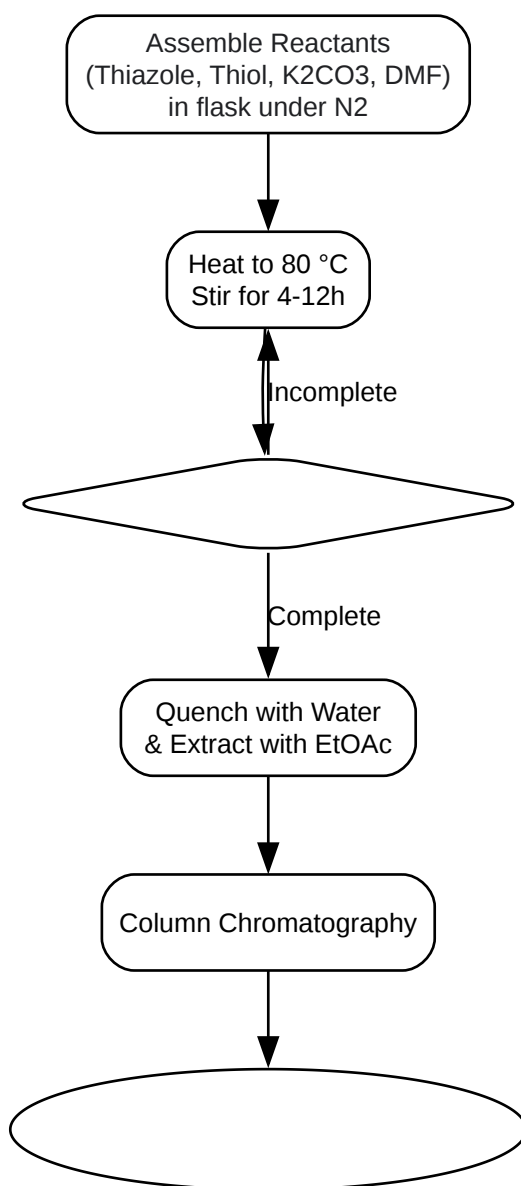 Assemble Reactants
(Thiazole, Thiol, K2CO3, DMF)
in flask under N2
Heat to 80 °C
Stir for 4-12h
Incomplete
Complete
Quench with Water
& Extract with EtOAc
Column Chromatography